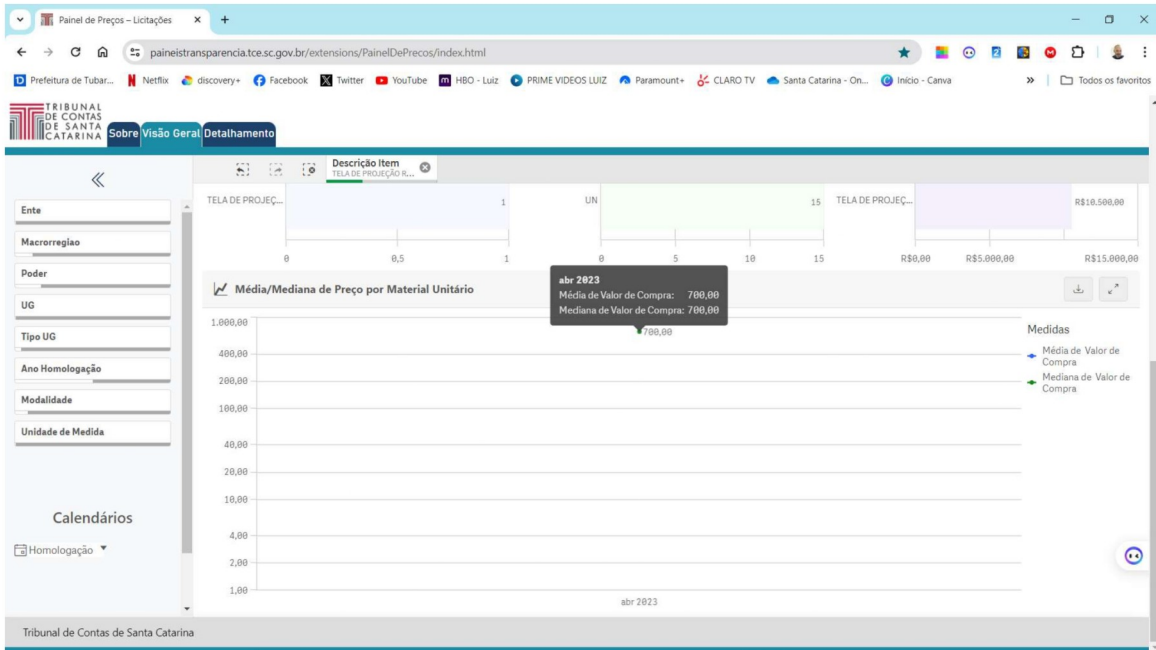 Painel de Preços – Licitações
paineistransparencia.tce.sc.gov.br/extensions/PainelDePrecos/index.html
Prefeitura de Tubar... Netflix discovery+ Facebook Twitter YouTube HBO - Luiz PRIME VIDEOS LUIZ Paramount+ CLARO TV Santa Catarina - On... Início - Canva » Todos os favoritos
TRIBUNAL
DE CONTAS
DE SANTA
CATARINA
Sobre Visão Geral Detalhamento
Descrição Item
TELA DE PROJEÇÃO R...
Ente
Macrorregiao
Poder
UG
Tipo UG
Ano Homologação
Modalidade
Unidade de Medida
Calendários
Homologação
TELA DE PROJEÇ... 1 UN 15 TELA DE PROJEÇ... R$10.500,00
0 0,5 1 0 5 10 15 R$0,00 R$5.000,00 R$15.000,00
Média/Mediana de Preço por Material Unitário
abr 2023
Média de Valor de Compra: 700,00
Mediana de Valor de Compra: 700,00
1.000,00
700,00
400,00
200,00
100,00
40,00
20,00
10,00
4,00
2,00
1,00
abr 2023
Medidas
Média de Valor de
Compra
Mediana de Valor de
Compra
Tribunal de Contas de Santa Catarina